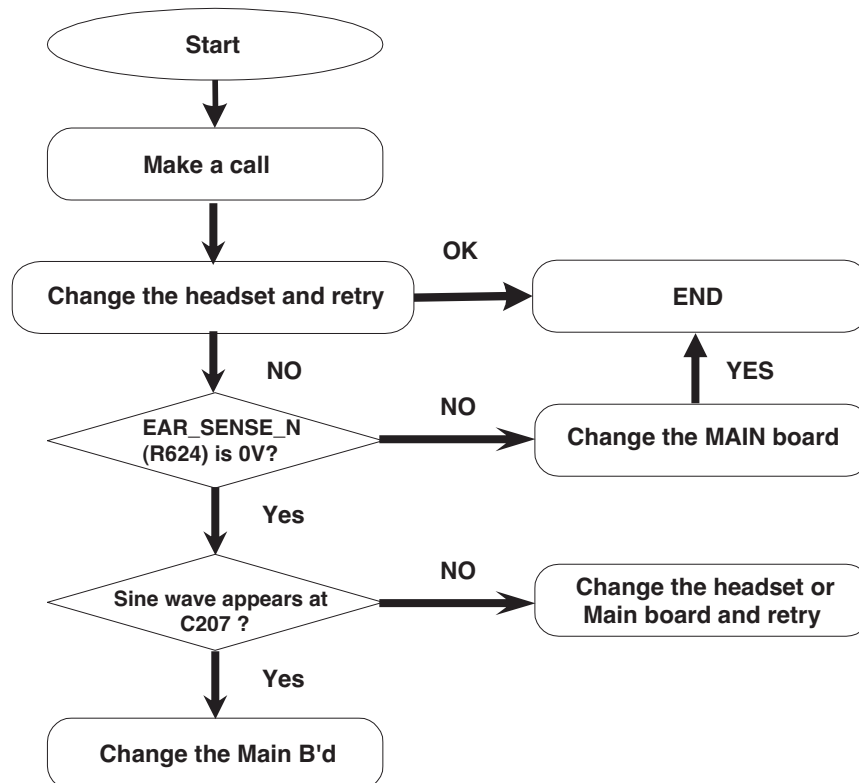 Start
Make a call
Change the headset and retry
OK
END
NO
YES
EAR_SENSE_N
(R624) is 0V?
NO
Change the MAIN board
Yes
Sine wave appears at
C207 ?
NO
Change the headset or
Main board and retry
Yes
Change the Main B'd